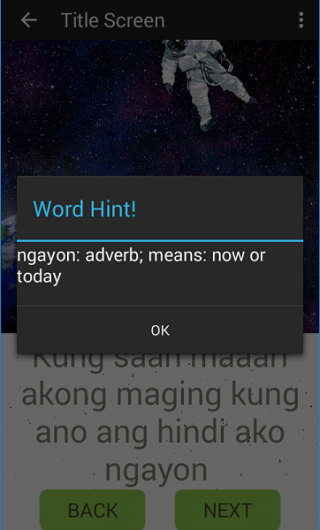 Title Screen
Word Hint!
ngayon: adverb; means: now or
today
OK
Kung saan maaari
akong maging kung
ano ang hindi ako
ngayon
BACK NEXT